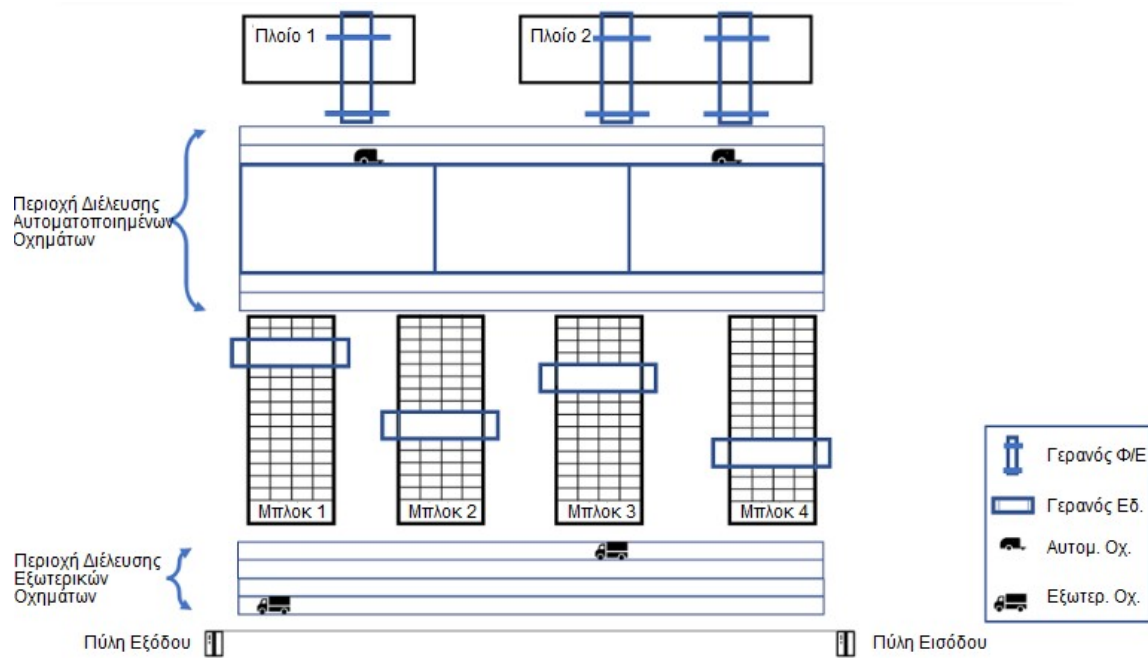 Πλοίο 1
Πλοίο 2
Περιοχή Διέλευσης
Αυτοματοποιημένων
Οχημάτων
Μπλοκ 1
Μπλοκ 2
Μπλοκ 3
Μπλοκ 4
Περιοχή Διέλευσης
Εξωτερικών
Οχημάτων
Πύλη Εξόδου
Πύλη Εισόδου
Γερανός Φ/Ε
Γερανός Εδ.
Αυτομ. Οχ.
Εξωτερ. Οχ.